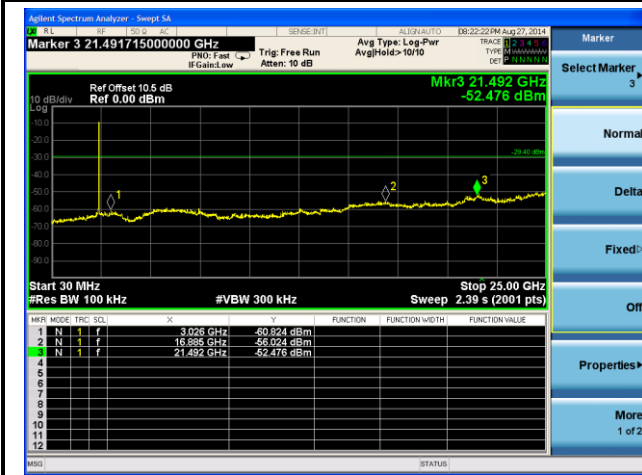 Agilent Spectrum Analyzer - Swept SA
RL RF 50 Ω AC SENSE:INT ALIGN AUTO 08:22:22 PM Aug 27, 2014
Marker 3 21.491715000000 GHz
PNO: Fast
IFGain:Low
Trig: Free Run
Atten: 10 dB
Avg Type: Log-Pwr
Avg|Hold:>10/10
TRACE 1 2 3 4 5 6
TYPE M
DET P N N N N N
Ref Offset 10.5 dB
Ref 0.00 dBm
10 dB/div
Log
Mkr3 21.492 GHz
-52.476 dBm
-10.0
-20.0
-30.0
-29.40 dBm
-40.0
-50.0
-60.0
-70.0
-80.0
-90.0
1
2
3
Start 30 MHz
Stop 25.00 GHz
#Res BW 100 kHz #VBW 300 kHz Sweep 2.39 s (2001 pts)
MKR MODE TRC SCL X Y FUNCTION FUNCTION WIDTH FUNCTION VALUE
1 N 1 f 3.026 GHz -60.824 dBm
2 N 1 f 16.885 GHz -56.024 dBm
3 N 1 f 21.492 GHz -52.476 dBm
4
5
6
7
8
9
10
11
12
MSG STATUS
Marker
Select Marker
3
Normal
Delta
Fixed
Off
Properties
More
1 of 2